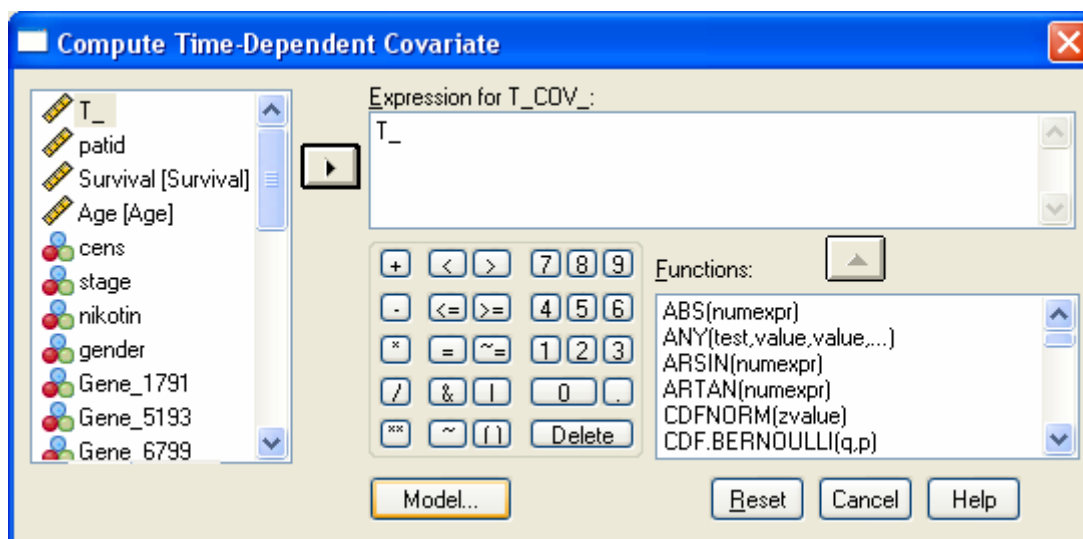 Compute Time-Dependent Covariate
T_
patid
Survival [Survival]
Age [Age]
cens
stage
nikotin
gender
Gene_1791
Gene_5193
Gene_6799
Expression for T_COV_:
T_
+ < > 7 8 9
- <= >= 4 5 6
* = ~= 1 2 3
/ & | 0 .
** ~ () Delete
Functions:
ABS(numexpr)
ANY(test,value,value,...)
ARSIN(numexpr)
ARTAN(numexpr)
CDFNORM(zvalue)
CDF.BERNOULLI(q,p)
Model...
Reset
Cancel
Help